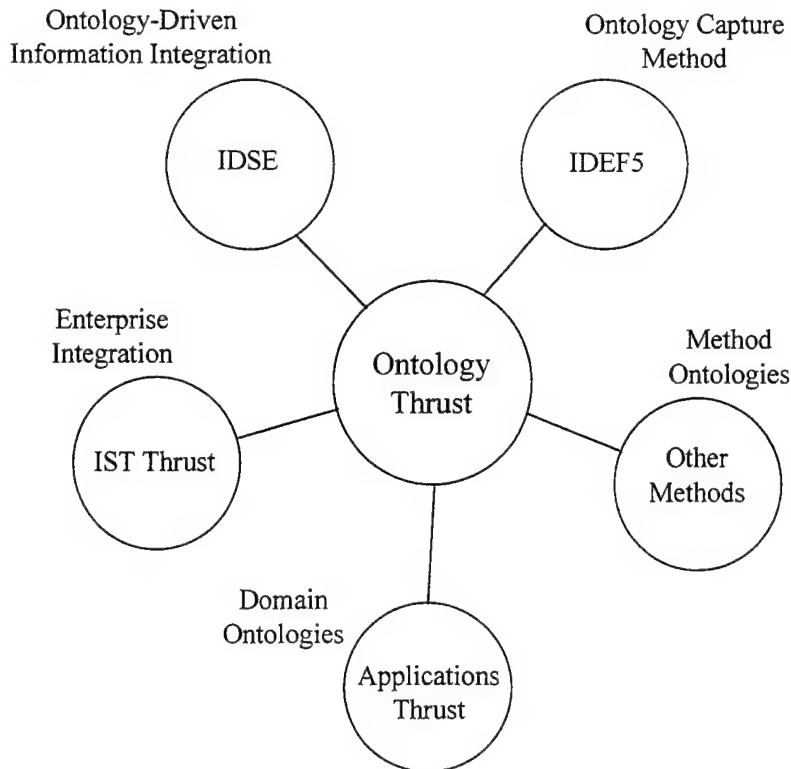 Ontology-Driven
Information Integration
IDSE
Ontology Capture
Method
IDEF5
Enterprise
Integration
IST Thrust
Ontology
Thrust
Method
Ontologies
Other
Methods
Domain
Ontologies
Applications
Thrust